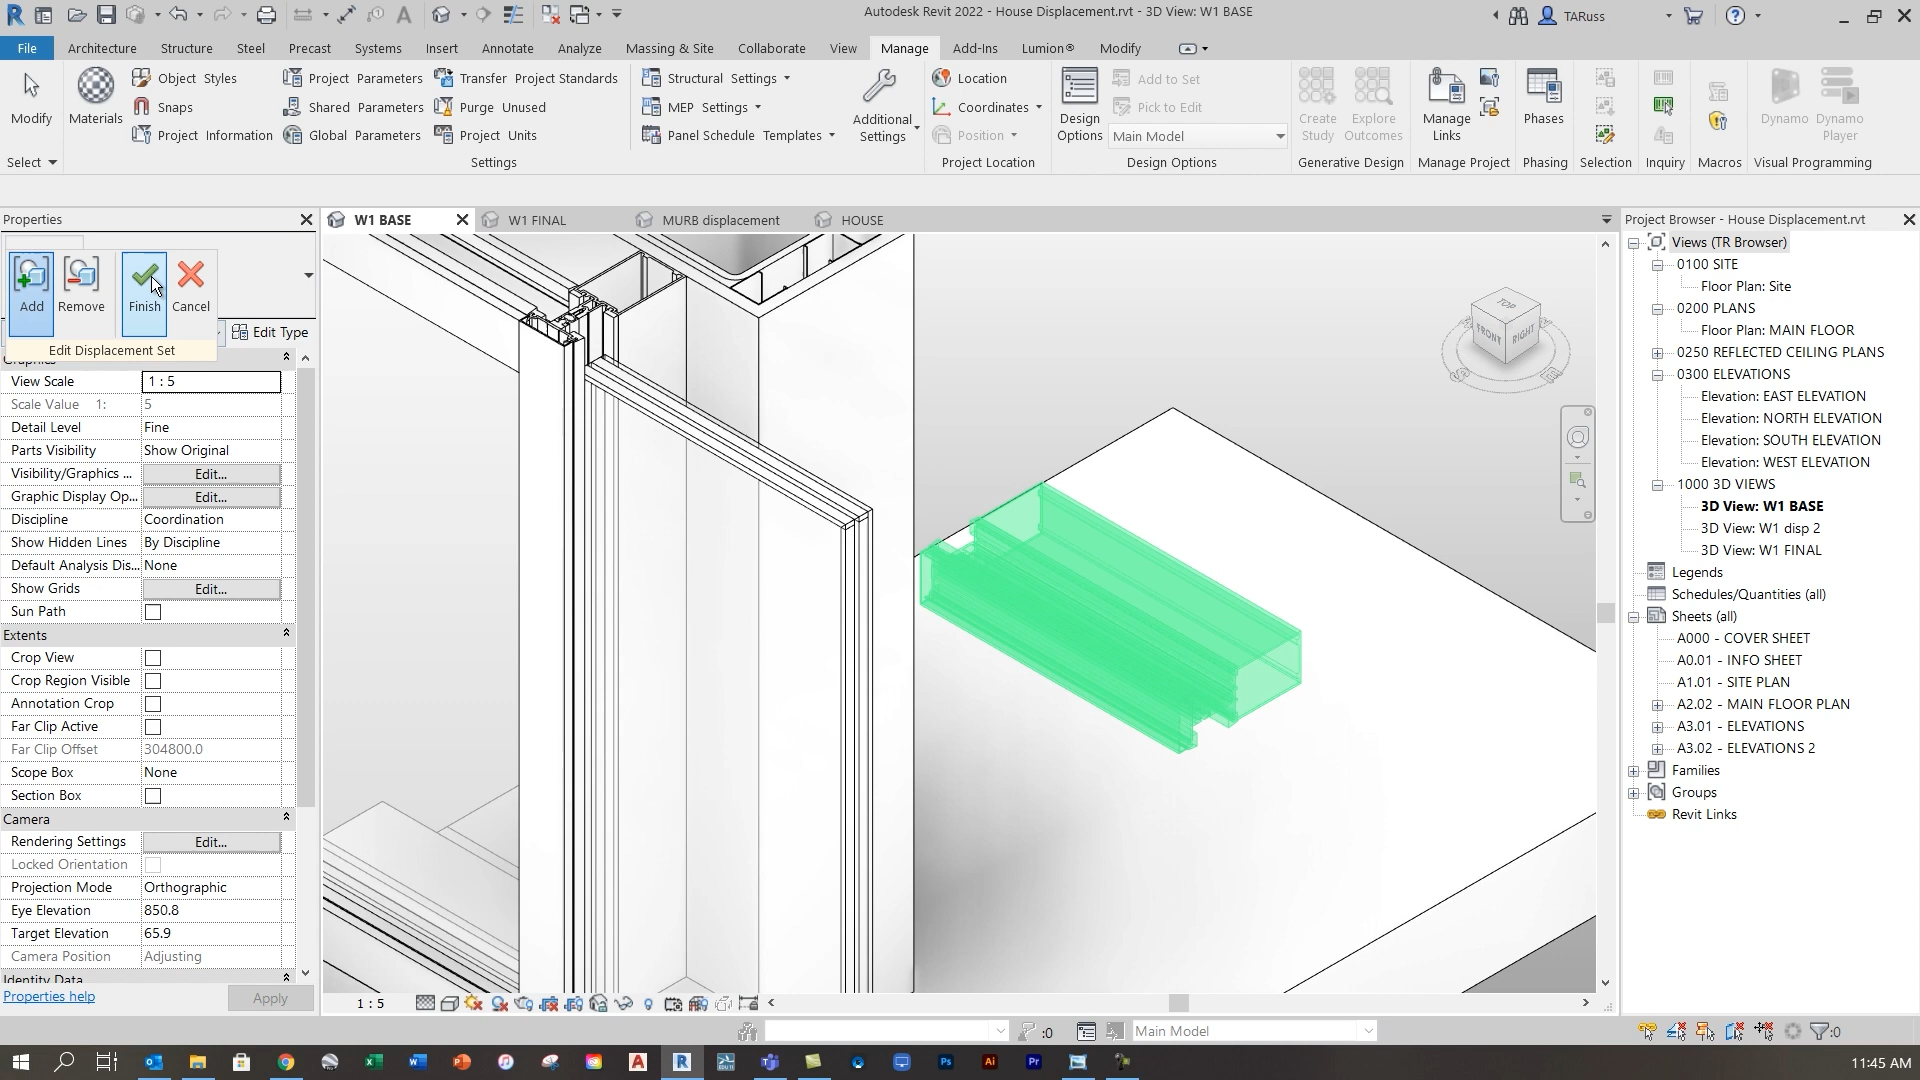 Autodesk Revit 2022 - House Displacement.rvt - 3D View: W1 BASE
TARuss
File Architecture Structure Steel Precast Systems Insert Annotate Analyze Massing & Site Collaborate View Manage Add-Ins Lumion® Modify
Modify
Select
Materials
Object Styles
Snaps
Project Information
Project Parameters
Shared Parameters
Global Parameters
Transfer Project Standards
Purge Unused
Project Units
Settings
Structural Settings
MEP Settings
Panel Schedule Templates
Additional Settings
Location
Coordinates
Position
Project Location
Design Options
Add to Set
Pick to Edit
Main Model
Design Options
Create Study
Explore Outcomes
Generative Design
Manage Links
Manage Project
Phases
Phasing
Selection
Inquiry
Macros
Dynamo
Dynamo Player
Visual Programming
Properties
Add Remove Finish Cancel
Edit Displacement Set
Edit Type
View Scale 1 : 5
Scale Value 1: 5
Detail Level Fine
Parts Visibility Show Original
Visibility/Graphics ... Edit...
Graphic Display Op... Edit...
Discipline Coordination
Show Hidden Lines By Discipline
Default Analysis Dis... None
Show Grids Edit...
Sun Path
Extents
Crop View
Crop Region Visible
Annotation Crop
Far Clip Active
Far Clip Offset 304800.0
Scope Box None
Section Box
Camera
Rendering Settings Edit...
Locked Orientation
Projection Mode Orthographic
Eye Elevation 850.8
Target Elevation 65.9
Camera Position Adjusting
Identity Data
Properties help
Apply
W1 BASE W1 FINAL MURB displacement HOUSE
TOP
FRONT
RIGHT
S
E
1 : 5
Project Browser - House Displacement.rvt
Views (TR Browser)
0100 SITE
Floor Plan: Site
0200 PLANS
Floor Plan: MAIN FLOOR
0250 REFLECTED CEILING PLANS
0300 ELEVATIONS
Elevation: EAST ELEVATION
Elevation: NORTH ELEVATION
Elevation: SOUTH ELEVATION
Elevation: WEST ELEVATION
1000 3D VIEWS
3D View: W1 BASE
3D View: W1 disp 2
3D View: W1 FINAL
Legends
Schedules/Quantities (all)
Sheets (all)
A000 - COVER SHEET
A0.01 - INFO SHEET
A1.01 - SITE PLAN
A2.02 - MAIN FLOOR PLAN
A3.01 - ELEVATIONS
A3.02 - ELEVATIONS 2
Families
Groups
Revit Links
:0
Main Model
:0
11:45 AM